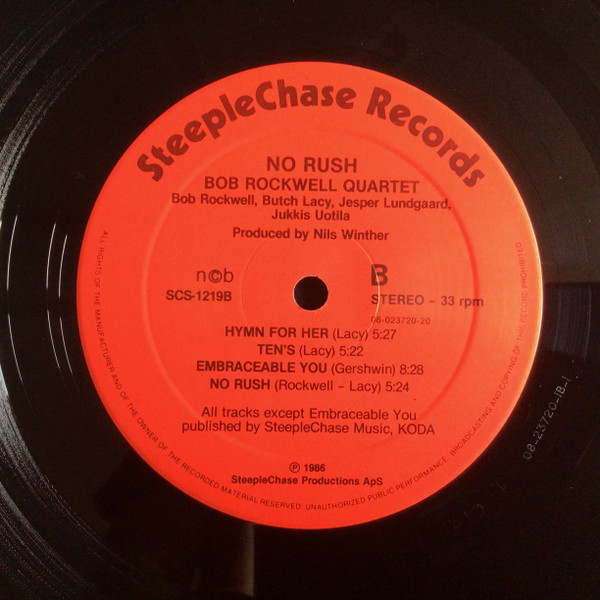 SteepleChase Records
NO RUSH
BOB ROCKWELL QUARTET
Bob Rockwell, Butch Lacy, Jesper Lundgaard,
Jukkis Uotila
Produced by Nils Winther
n©b
B
SCS-1219B
STEREO – 33 rpm
08-023720-20
HYMN FOR HER (Lacy) 5:27
TEN'S (Lacy) 5:22
EMBRACEABLE YOU (Gershwin) 8:28
NO RUSH (Rockwell – Lacy) 5:24
All tracks except Embraceable You
published by SteepleChase Music, KODA
℗ 1986
SteepleChase Productions ApS
ALL RIGHTS OF THE MANUFACTURER AND OF THE OWNER OF THE RECORDED MATERIAL RESERVED. UNAUTHORIZED PUBLIC PERFORMANCE, BROADCASTING AND COPYING OF THIS RECORD PROHIBITED.
08-23720-1B-1